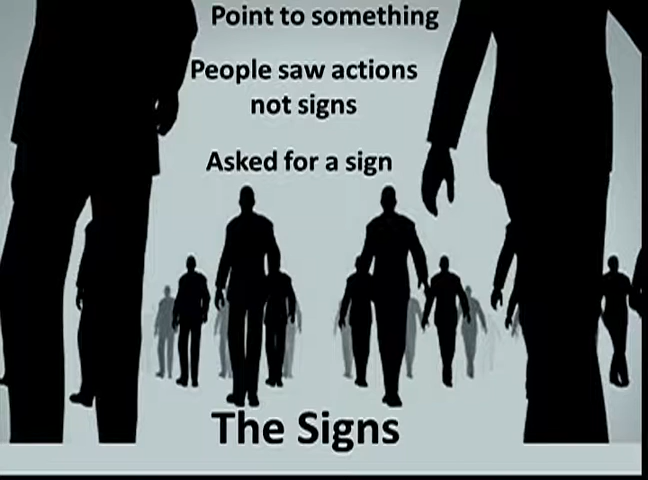 Point to something
People saw actions
not signs
Asked for a sign
The Signs